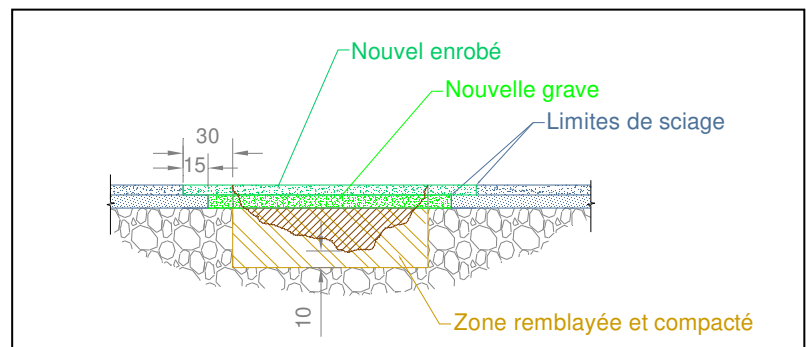 Nouvel enrobé
Nouvelle grave
Limites de sciage
30
15
10
Zone remblayée et compacté